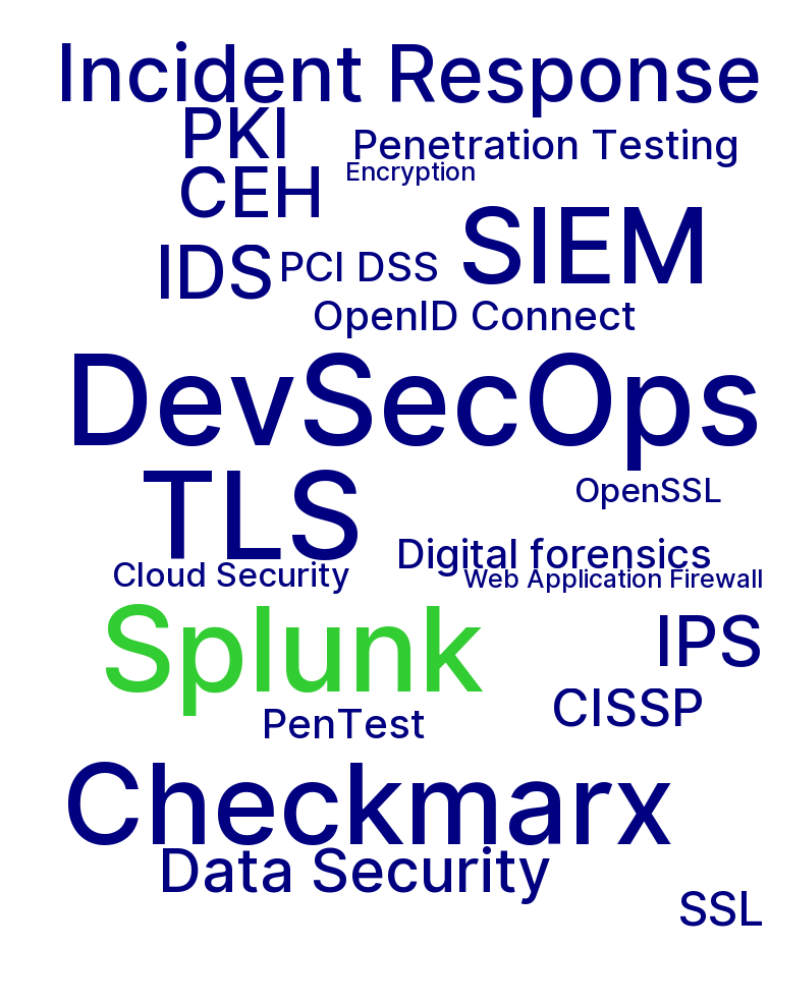 Incident Response
PKI
Penetration Testing
Encryption
CEH
SIEM
IDS
PCI DSS
OpenID Connect
DevSecOps
TLS
OpenSSL
Digital forensics
Cloud Security
Web Application Firewall
Splunk
IPS
CISSP
PenTest
Checkmarx
Data Security
SSL